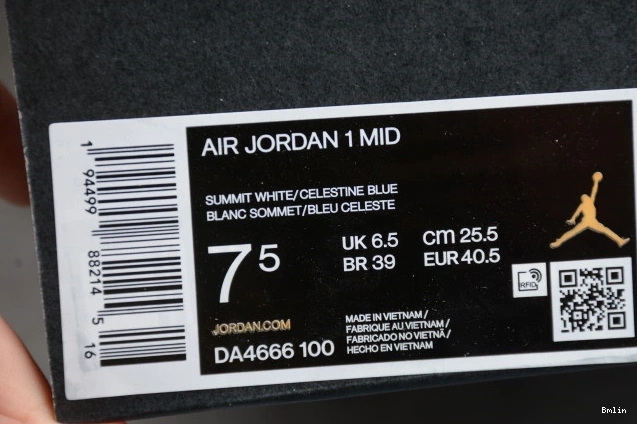 AIR JORDAN 1 MID
SUMMIT WHITE/CELESTINE BLUE
BLANC SOMMET/BLEU CELESTE
7 5
UK 6.5 cm 25.5
BR 39 EUR 40.5
RFID
JORDAN.COM
DA4666 100
MADE IN VIETNAM/
FABRIQUE AU VIETNAM/
FABRICADO NO VIETNÃ/
HECHO EN VIETNAM
1 94499 88214 5 16
Bmlin